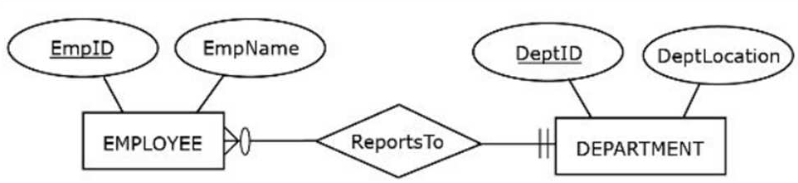 EmpID
EmpName
DeptID
DeptLocation
EMPLOYEE
ReportsTo
DEPARTMENT